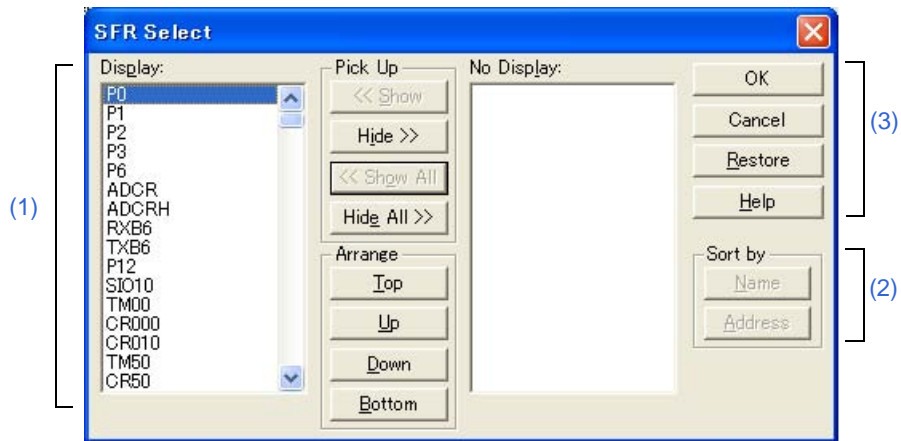 SFR Select
Display:
P0
P1
P2
P3
P6
ADCR
ADCRH
RXB6
TXB6
P12
SIO10
TM00
CR000
CR010
TM50
CR50
Pick Up
<< Show
Hide >>
<< Show All
Hide All >>
Arrange
Top
Up
Down
Bottom
No Display:
OK
Cancel
Restore
Help
Sort by
Name
Address
(1)
(3)
(2)